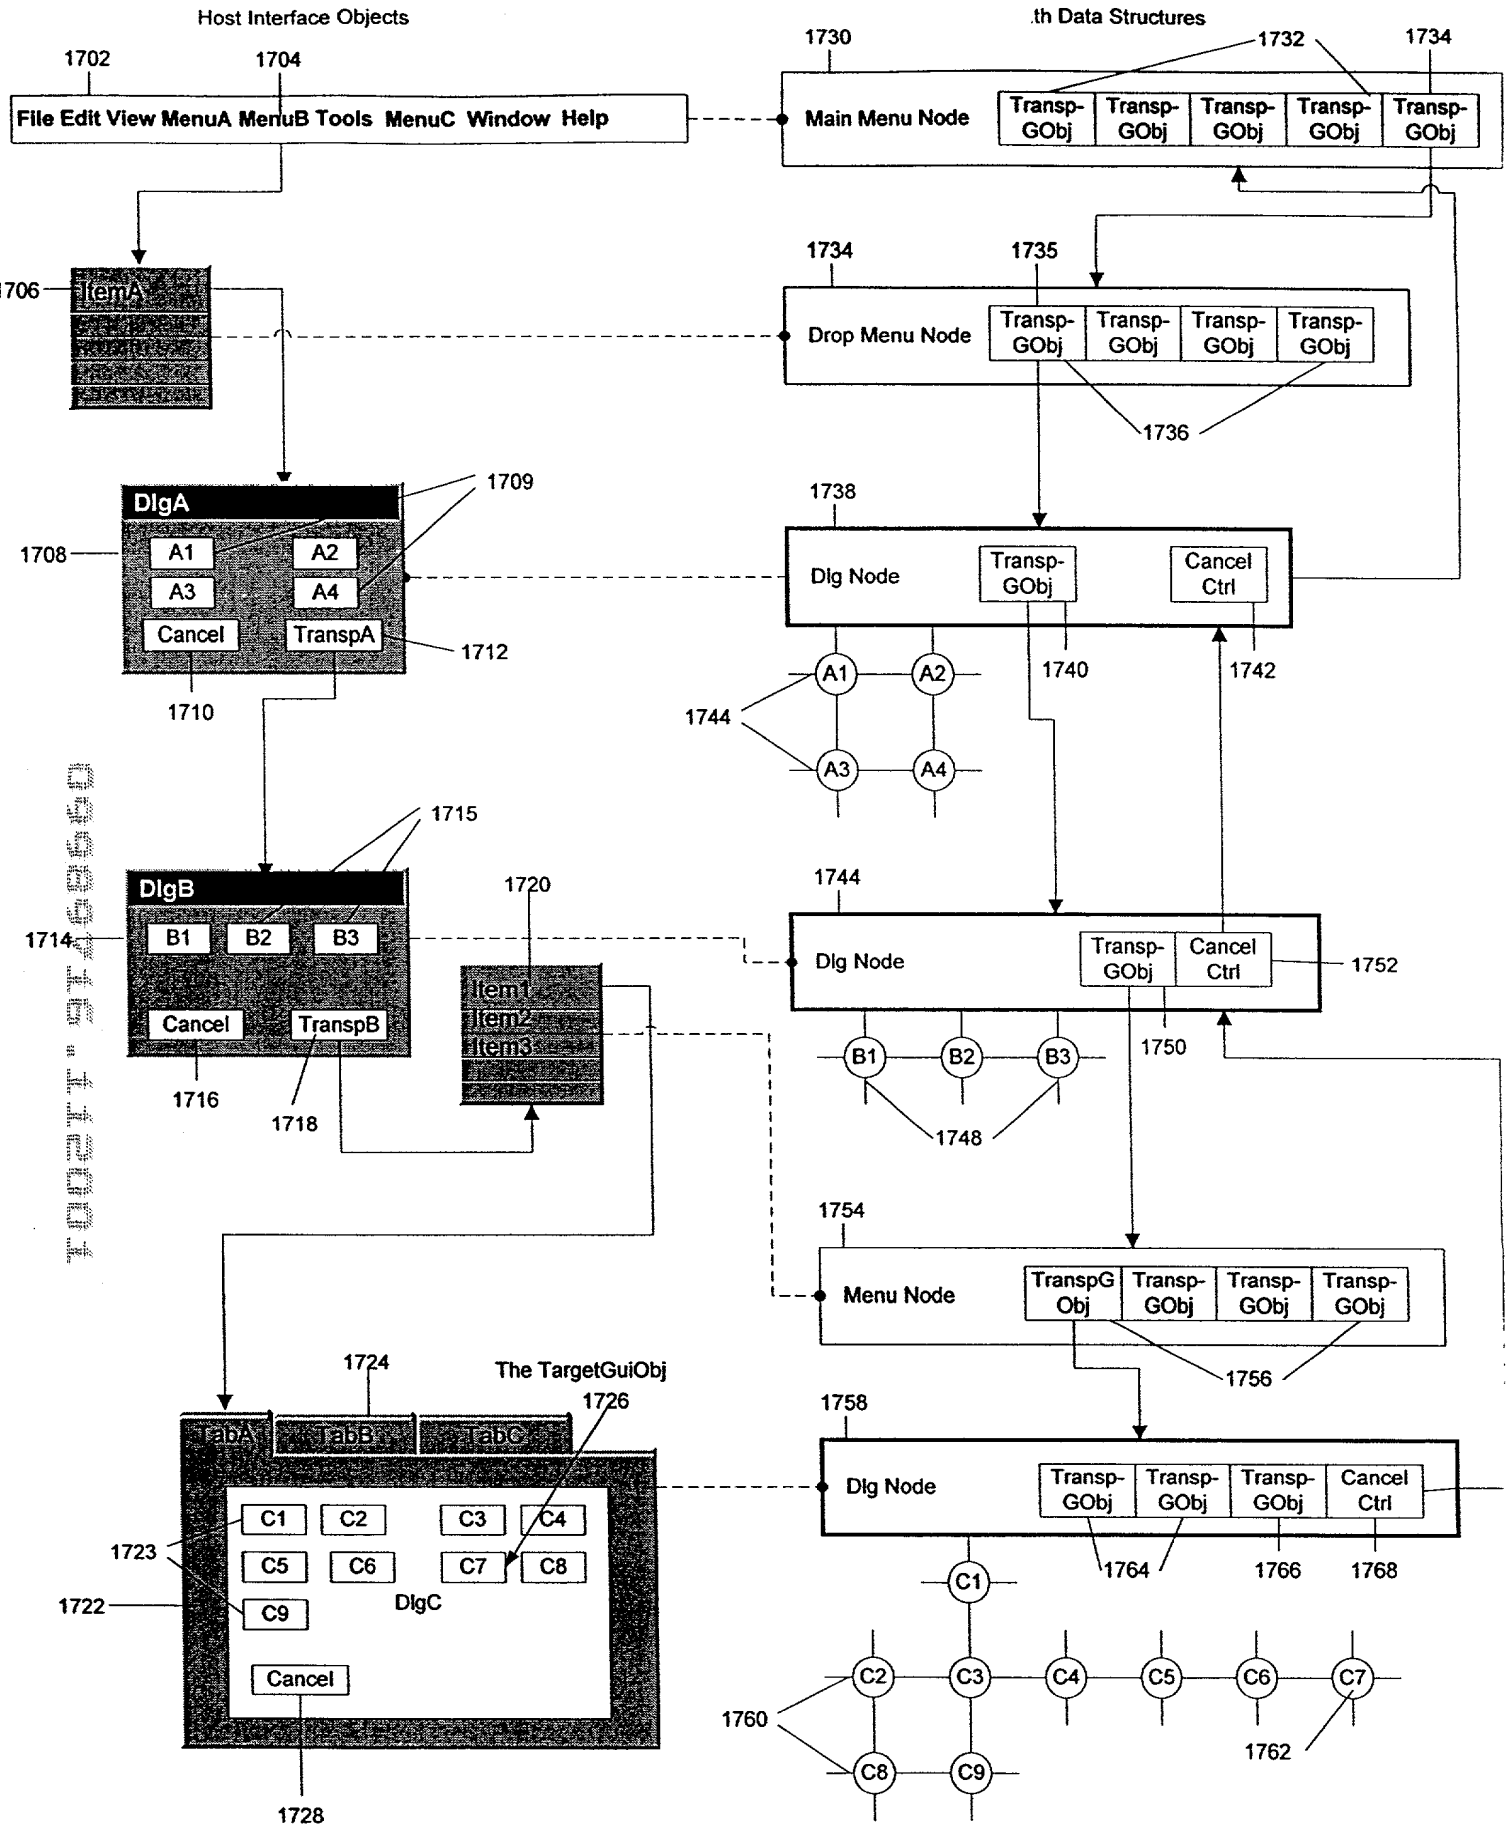 Host Interface Objects
.th Data Structures
1702
1704
1730
1732
1734
File Edit View MenuA MenuB Tools MenuC Window Help
Main Menu Node
Transp-GObj
Transp-GObj
Transp-GObj
Transp-GObj
Transp-GObj
1734
1735
1706
ItemA
Drop Menu Node
Transp-GObj
Transp-GObj
Transp-GObj
Transp-GObj
1736
1709
1738
DlgA
1708
A1
A2
A3
A4
Cancel
TranspA
1712
1710
Dlg Node
Transp-GObj
Cancel Ctrl
1740
1742
A1
A2
1744
A3
A4
09989716.112001
1715
DlgB
1714
B1
B2
B3
Cancel
TranspB
1716
1718
1720
Item1
Item2
Item3
1744
Dlg Node
Transp-GObj
Cancel Ctrl
1752
1750
B1
B2
B3
1748
1754
Menu Node
TranspG Obj
Transp-GObj
Transp-GObj
Transp-GObj
1756
1724
The TargetGuiObj
1726
TabA
TabB
TabC
C1
C2
C3
C4
1723
C5
C6
C7
C8
DlgC
1722
C9
Cancel
1728
1758
Dlg Node
Transp-GObj
Transp-GObj
Transp-GObj
Cancel Ctrl
1764
1766
1768
C1
C2
C3
C4
C5
C6
C7
1760
1762
C8
C9